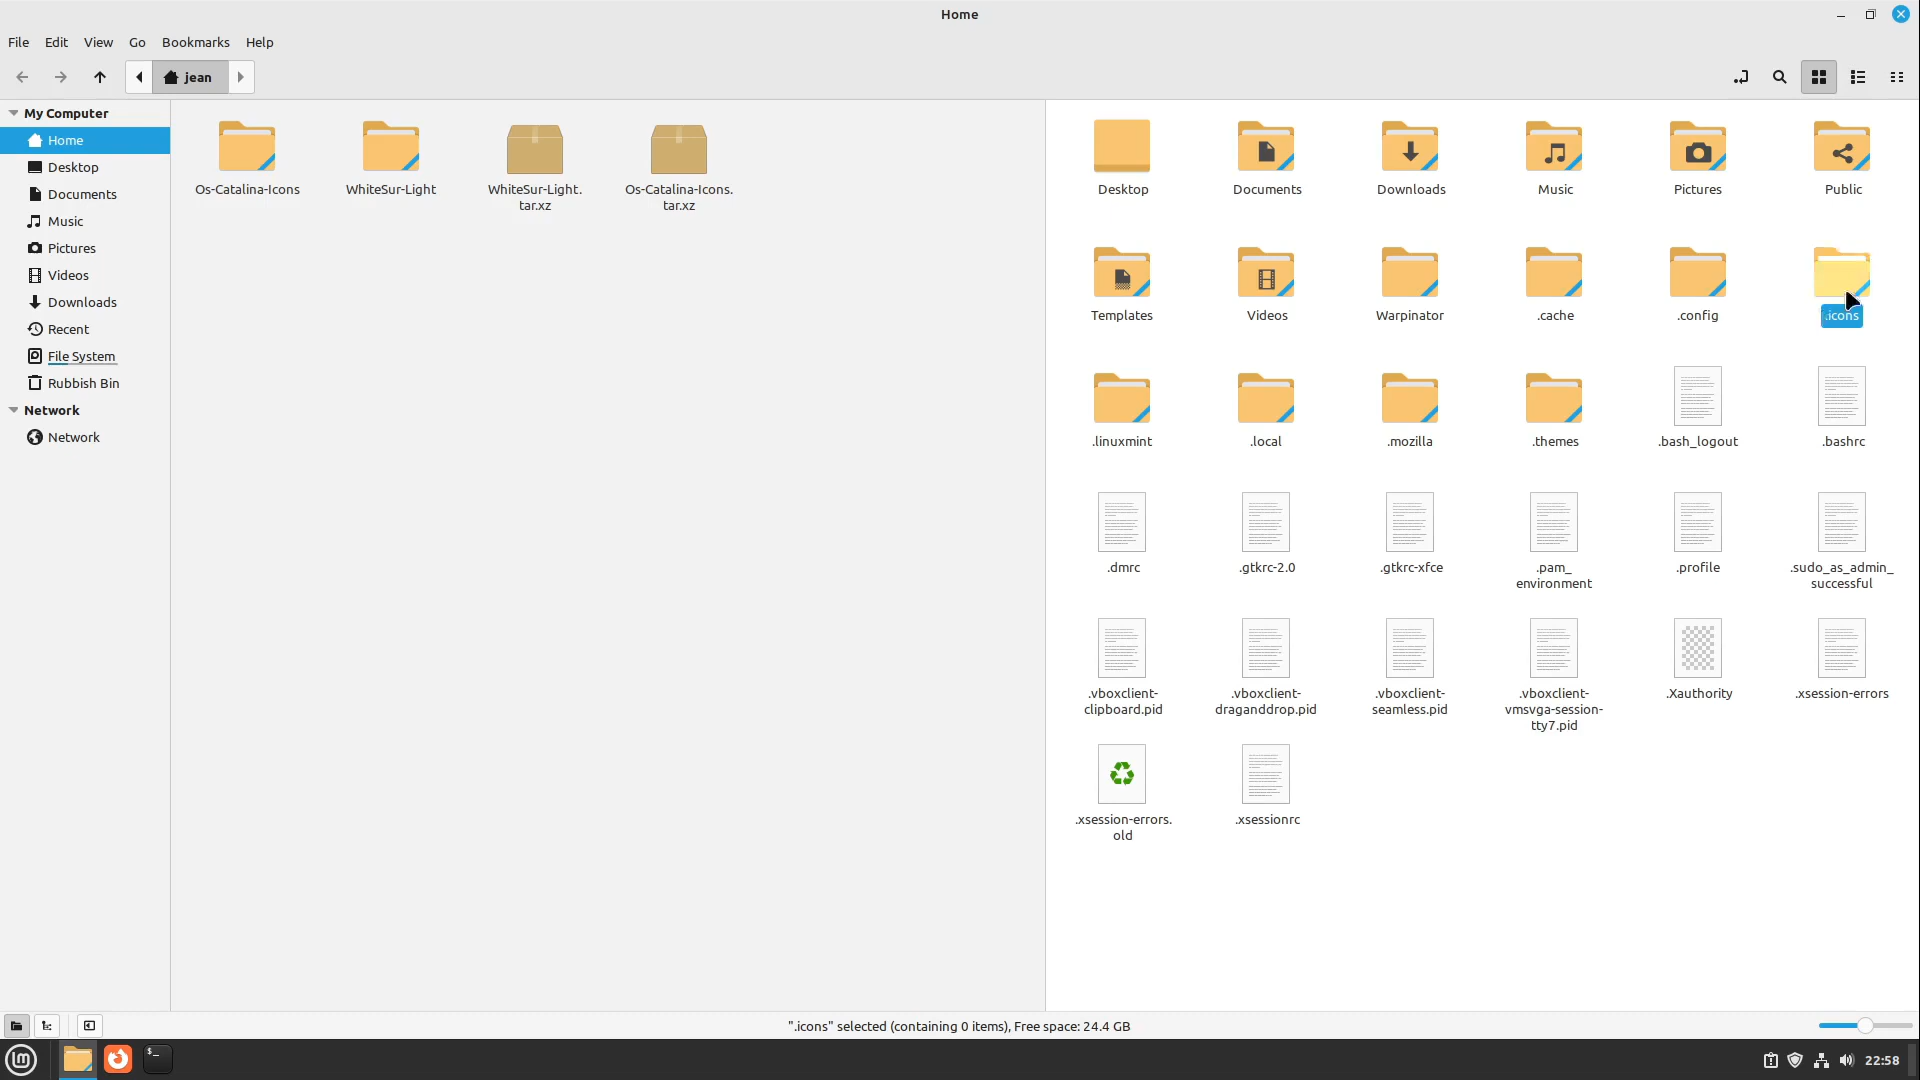 Home
File Edit View Go Bookmarks Help
jean
My Computer
Home
Desktop
Documents
Music
Pictures
Videos
Downloads
Recent
File System
Rubbish Bin
Network
Network
Os-Catalina-Icons
WhiteSur-Light
WhiteSur-Light.
tar.xz
Os-Catalina-Icons.
tar.xz
Desktop
Documents
Downloads
Music
Pictures
Public
Templates
Videos
Warpinator
.cache
.config
.icons
.linuxmint
.local
.mozilla
.themes
.bash_logout
.bashrc
.dmrc
.gtkrc-2.0
.gtkrc-xfce
.pam_
environment
.profile
.sudo_as_admin_
successful
.vboxclient-
clipboard.pid
.vboxclient-
draganddrop.pid
.vboxclient-
seamless.pid
.vboxclient-
vmsvga-session-
tty7.pid
.Xauthority
.xsession-errors
.xsession-errors.
old
.xsessionrc
".icons" selected (containing 0 items), Free space: 24.4 GB
22:58